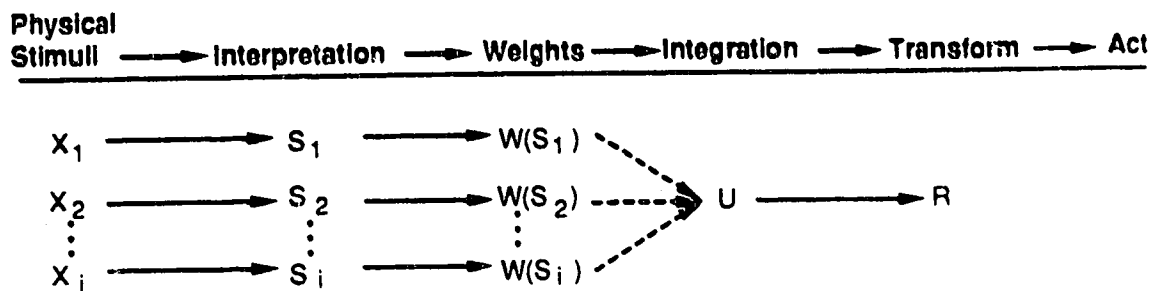 Physical
Stimuli Interpretation Weights Integration Transform Act
X1 S1 W(S1)
X2 S2 W(S2) U R
Xi Si W(Si)